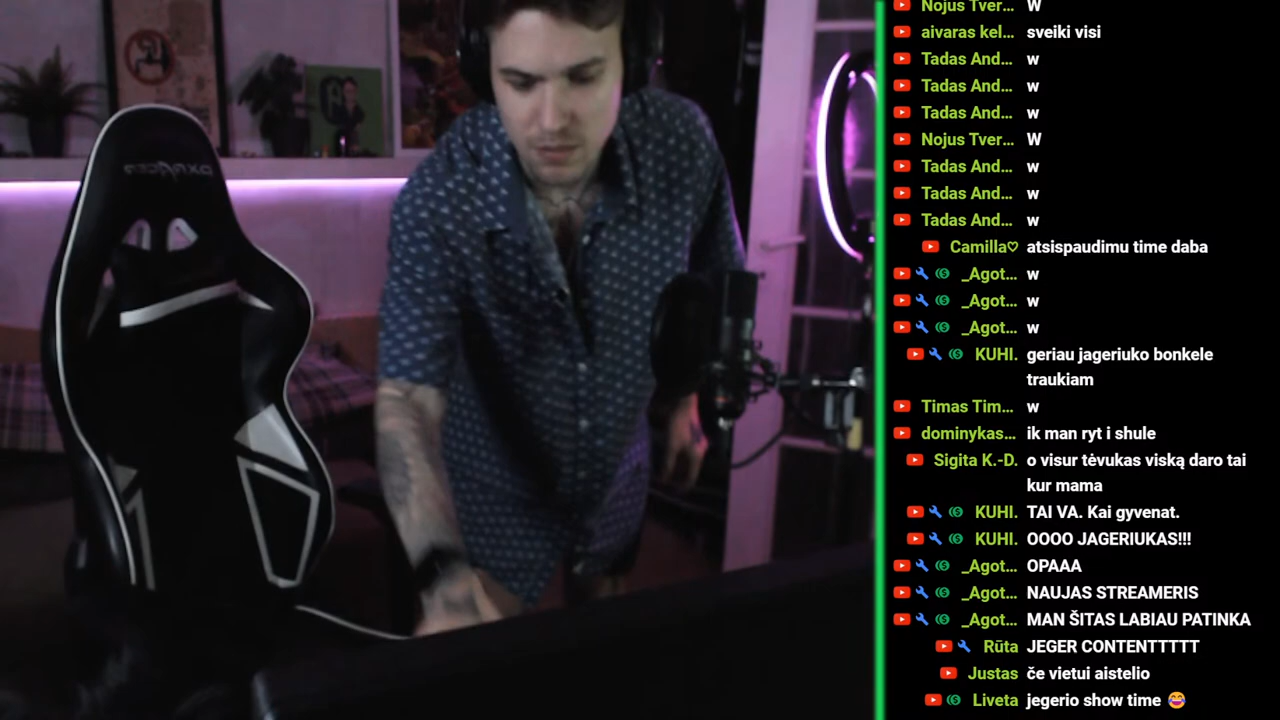 Nojus Tver... W
aivaras kel... sveiki visi
Tadas And... w
Tadas And... w
Tadas And... w
Nojus Tver... W
Tadas And... w
Tadas And... w
Tadas And... w
Camilla♡ atsispaudimu time daba
_Agot... w
_Agot... w
_Agot... w
KUHI. geriau jageriuko bonkele
traukiam
Timas Tim... w
dominykas... ik man ryt i shule
Sigita K.-D. o visur tėvukas viską daro tai
kur mama
KUHI. TAI VA. Kai gyvenat.
KUHI. OOOO JAGERIUKAS!!!
_Agot... OPAAA
_Agot... NAUJAS STREAMERIS
_Agot... MAN ŠITAS LABIAU PATINKA
Rūta JEGER CONTENTTTTT
Justas če vietui aistelio
Liveta jegerio show time 😂